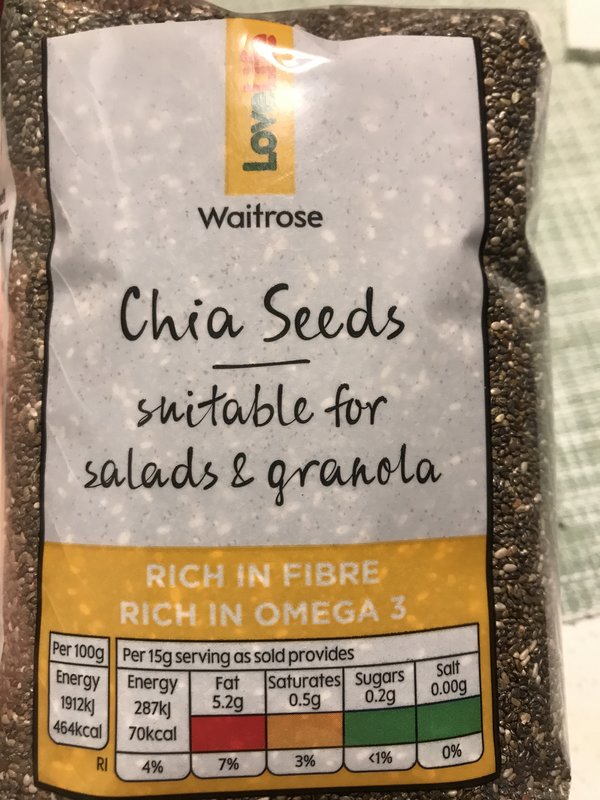 LoveLife
Waitrose
Chia Seeds
suitable for
salads & granola
RICH IN FIBRE
RICH IN OMEGA 3
Per 100g
Energy
1912kJ
464kcal
Per 15g serving as sold provides
Energy
287kJ
70kcal
Fat
5.2g
Saturates
0.5g
Sugars
0.2g
Salt
0.00g
RI 4% 7% 3% <1% 0%